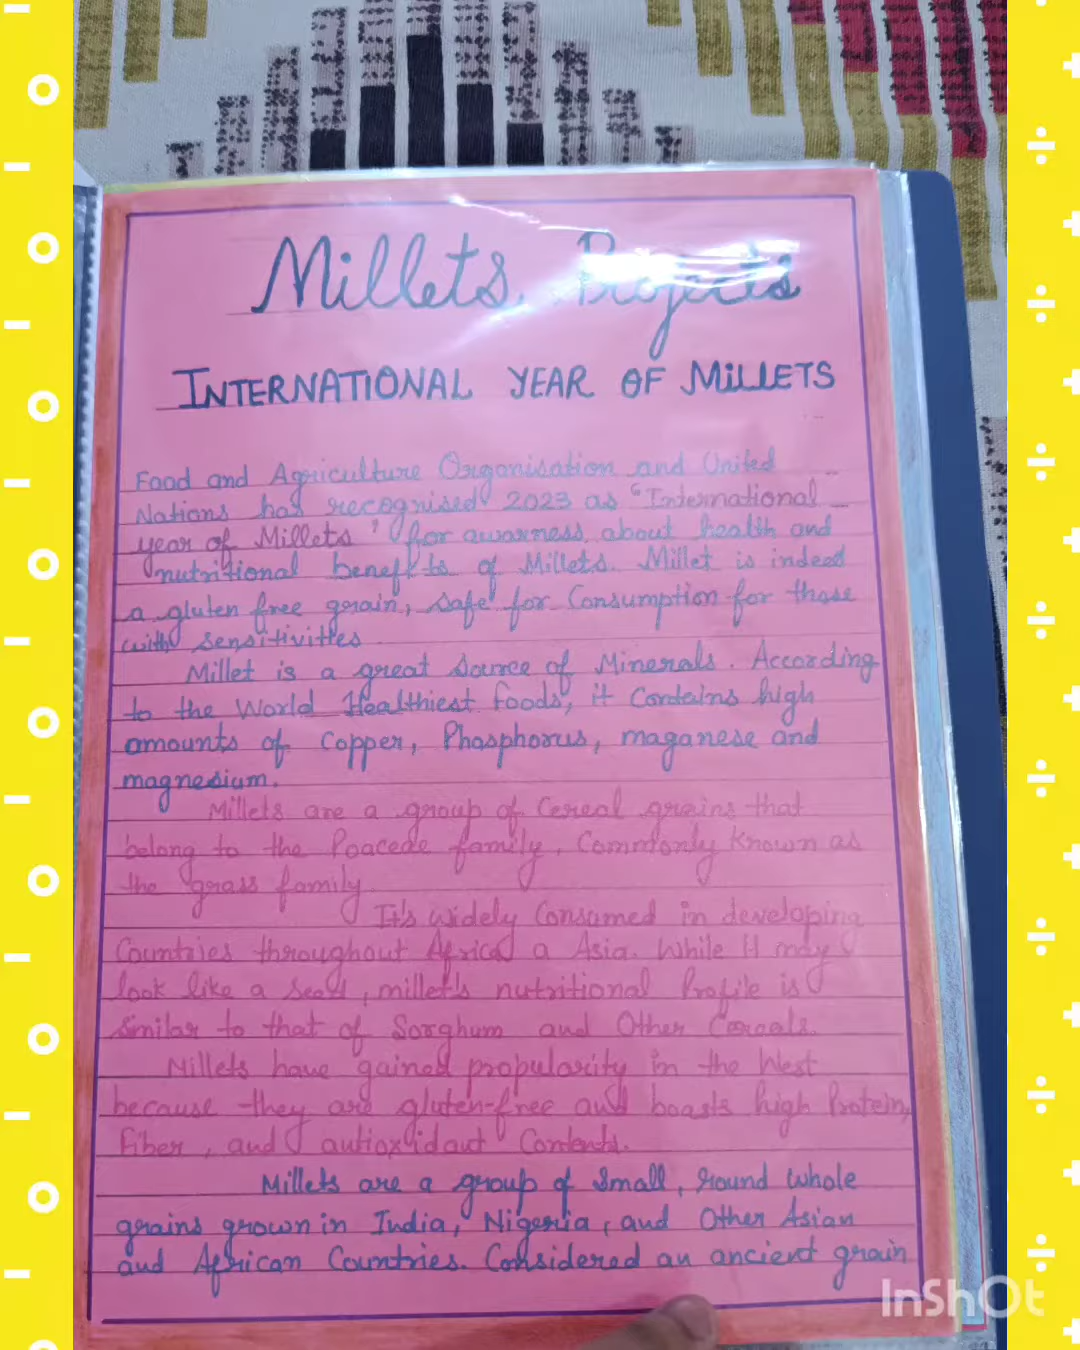 Millets Projects
INTERNATIONAL YEAR OF MiLLETS
Food and Agriculture Organisation and United
Nations has recognised 2023 as "International
year of Millets" for awarness about health and
nutritional benefits of Millets. Millet is indeed
a gluten free grain, safe for Consumption for those
with sensitivities
Millet is a great source of Minerals. According
to the World Healthiest Foods, it Contains high
amounts of Copper, Phosphorus, maganese and
magnesium.
Millets are a group of Cereal grains that
belong to the Poacede family, Commonly Known as
the grass family
It's widely Consumed in developing
Countries throughout Africa a Asia. While it may
look like a seed, millet's nutritional Profile is
similar to that of Sorghum and Other Cereals.
Millets have gained propularity in the West
because they are gluten-free and boasts high Protein,
Fiber, and antioxidant Contents.
Millets are a group of Small, round whole
grains grown in India, Nigeria, and Other Asian
and African Countries. Considered an ancient grain
InShOt